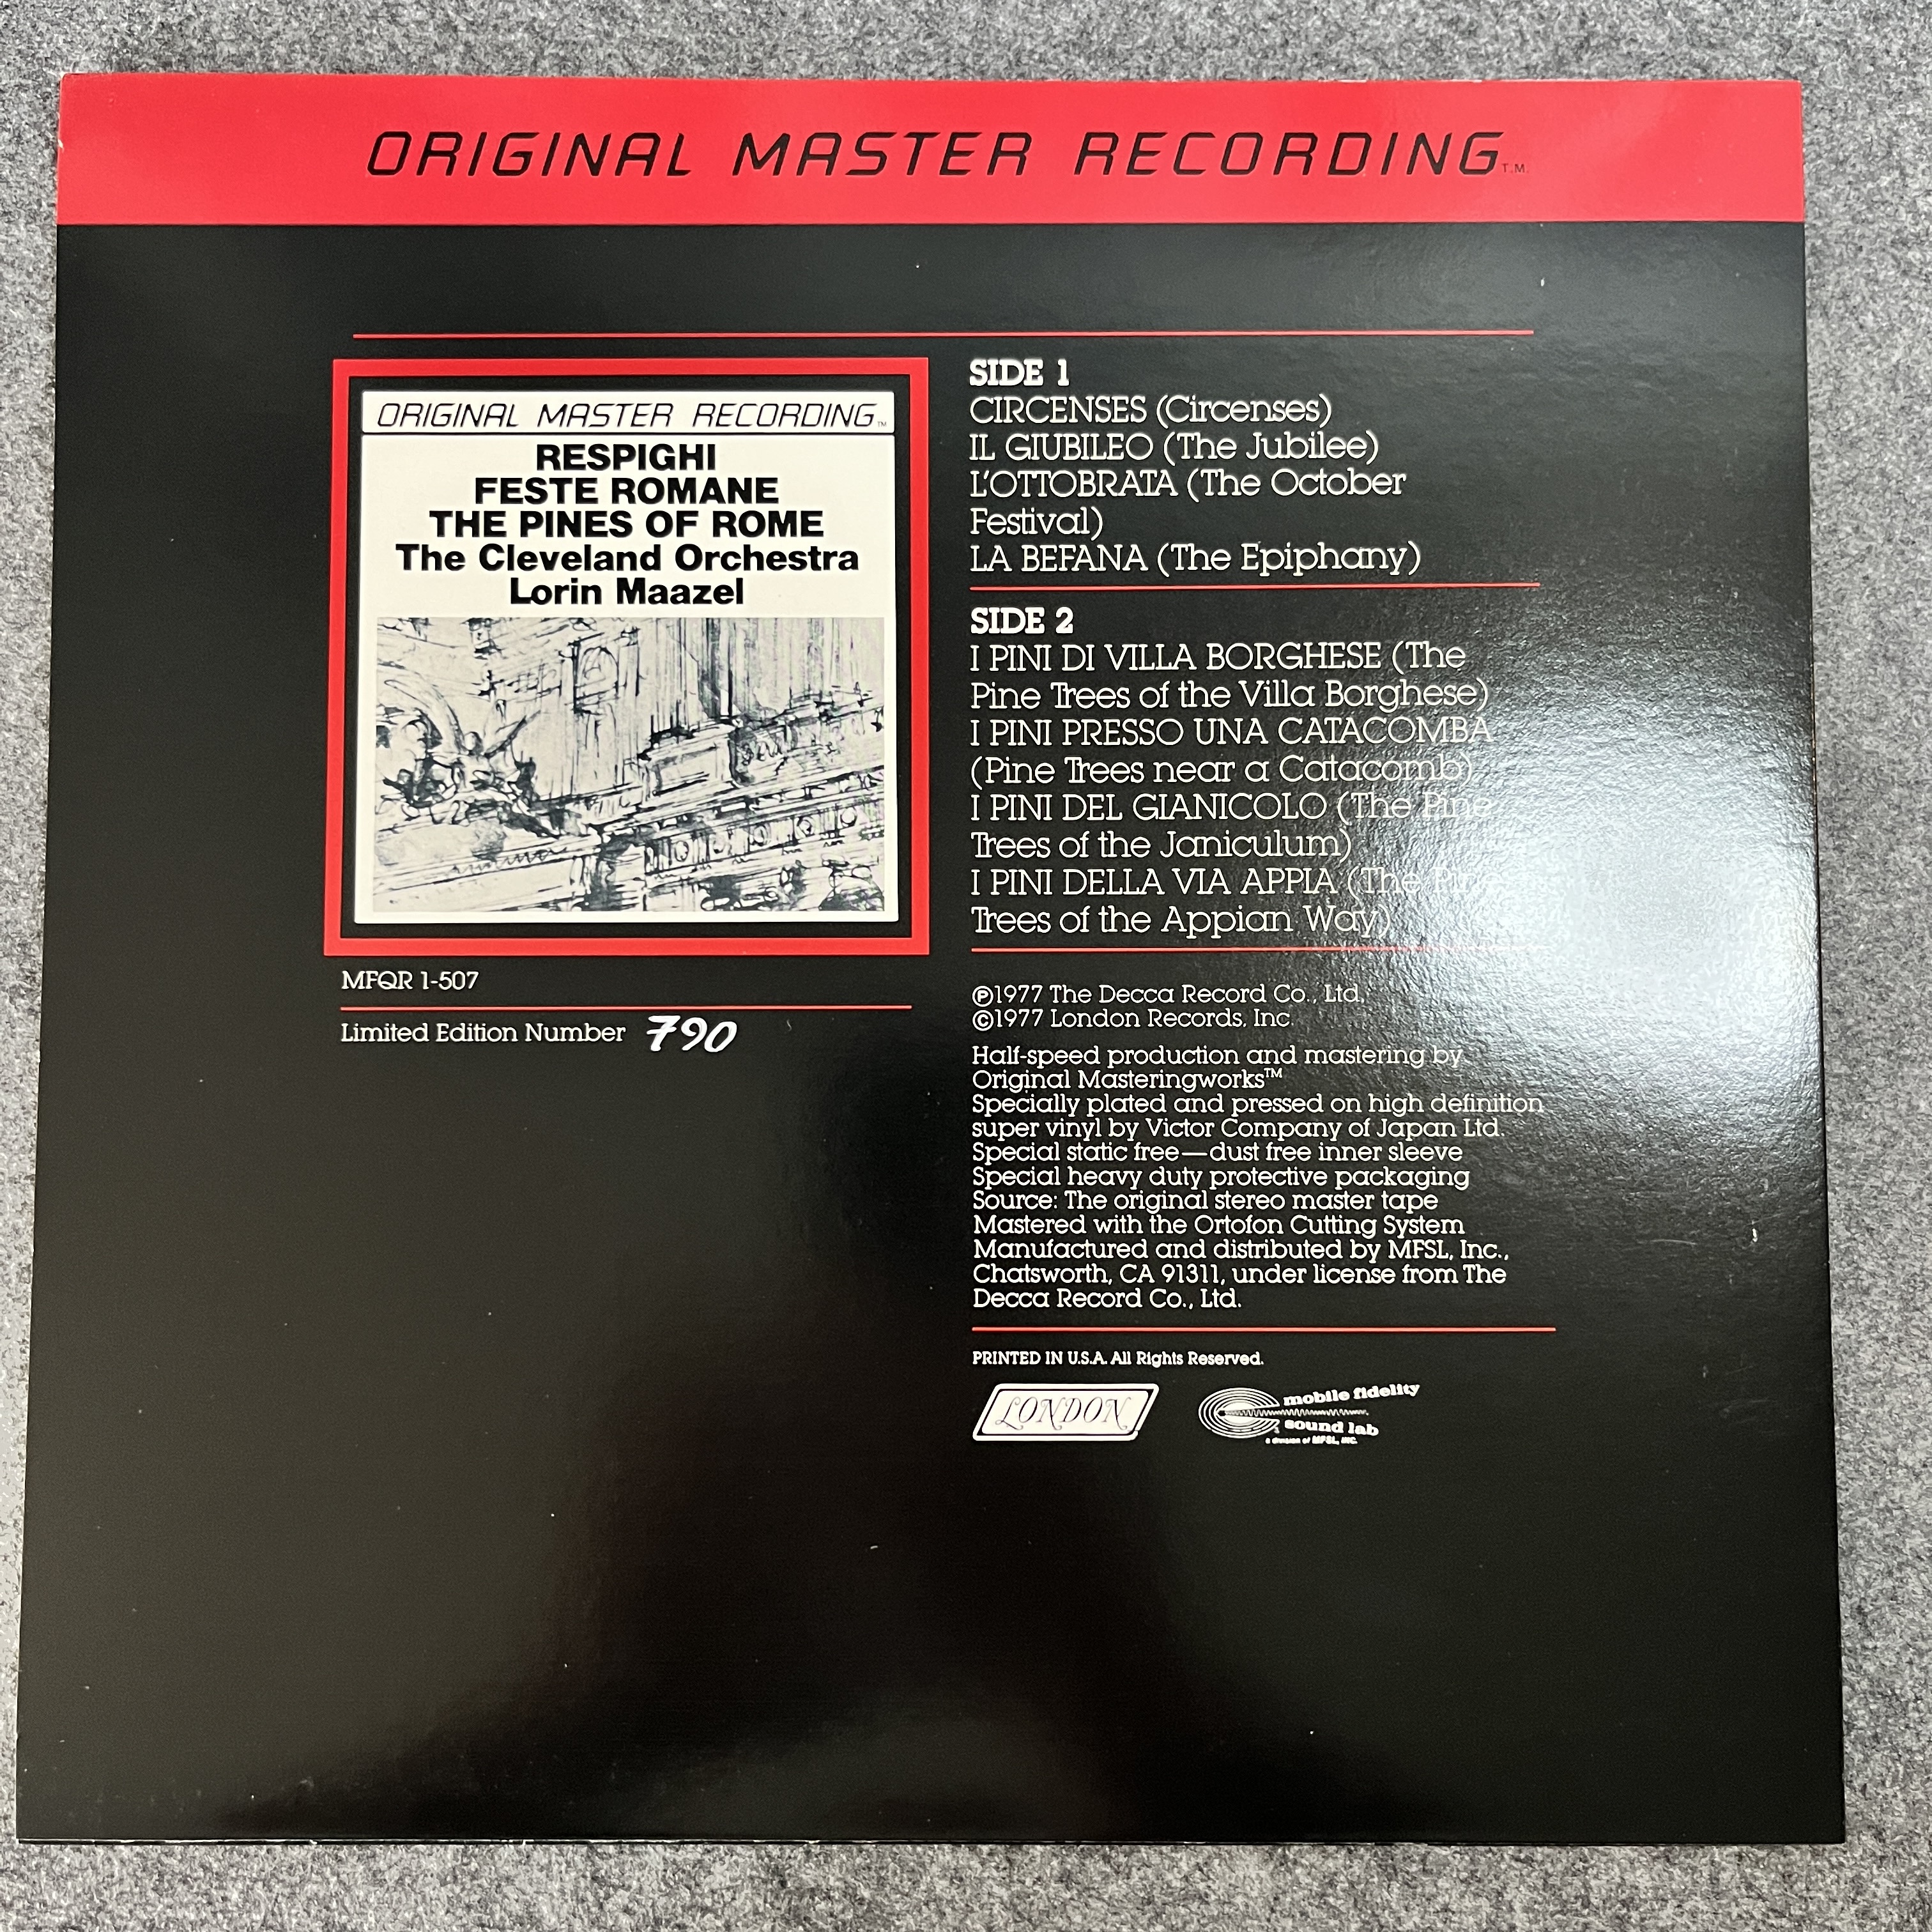 ORIGINAL MASTER RECORDING T.M.
ORIGINAL MASTER RECORDING TM
RESPIGHI
FESTE ROMANE
THE PINES OF ROME
The Cleveland Orchestra
Lorin Maazel
MFQR 1-507
Limited Edition Number 790
SIDE 1
CIRCENSES (Circenses)
IL GIUBILEO (The Jubilee)
L'OTTOBRATA (The October
Festival)
LA BEFANA (The Epiphany)
SIDE 2
I PINI DI VILLA BORGHESE (The
Pine Trees of the Villa Borghese)
I PINI PRESSO UNA CATACOMBA
(Pine Trees near a Catacomb)
I PINI DEL GIANICOLO (The Pine
Trees of the Janiculum)
I PINI DELLA VIA APPIA (The Pine
Trees of the Appian Way)
℗1977 The Decca Record Co., Ltd.
©1977 London Records, Inc.
Half-speed production and mastering by
Original Masteringworks™
Specially plated and pressed on high definition
super vinyl by Victor Company of Japan Ltd.
Special static free—dust free inner sleeve
Special heavy duty protective packaging
Source: The original stereo master tape
Mastered with the Ortofon Cutting System
Manufactured and distributed by MFSL, Inc.,
Chatsworth, CA 91311, under license from The
Decca Record Co., Ltd.
PRINTED IN U.S.A. All Rights Reserved.
LONDON
mobile fidelity
sound lab
a division of MFSL, INC.